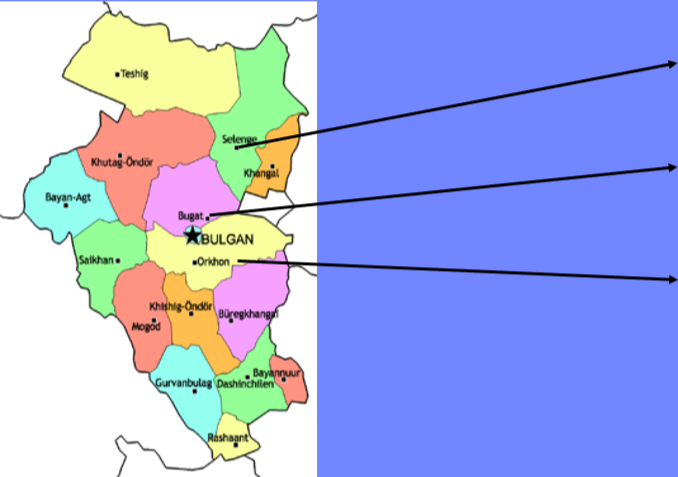 Teshig
Selenge
Khutag-Öndör
Khangal
Bayan-Agt
Bugat
BULGAN
Saikhan
Orkhon
Khishig-Öndör
Büregkhangai
Mogod
Bayannuur
Gurvanbulag
Dashinchilen
Rashaant